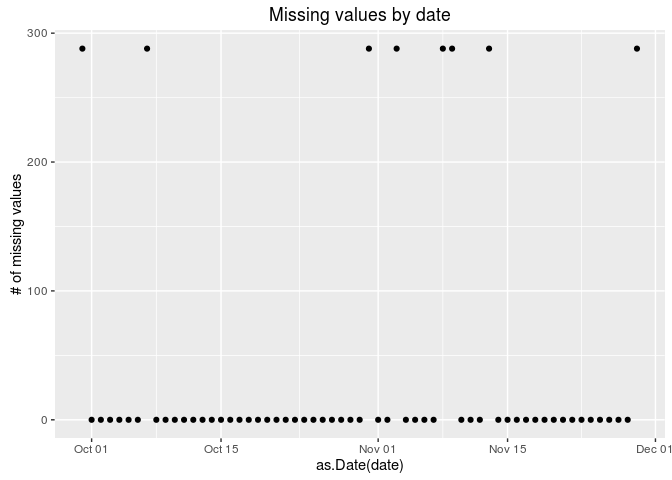 Missing values by date
# of missing values
300
200
100
0
Oct 01
Oct 15
Nov 01
Nov 15
Dec 01
as.Date(date)